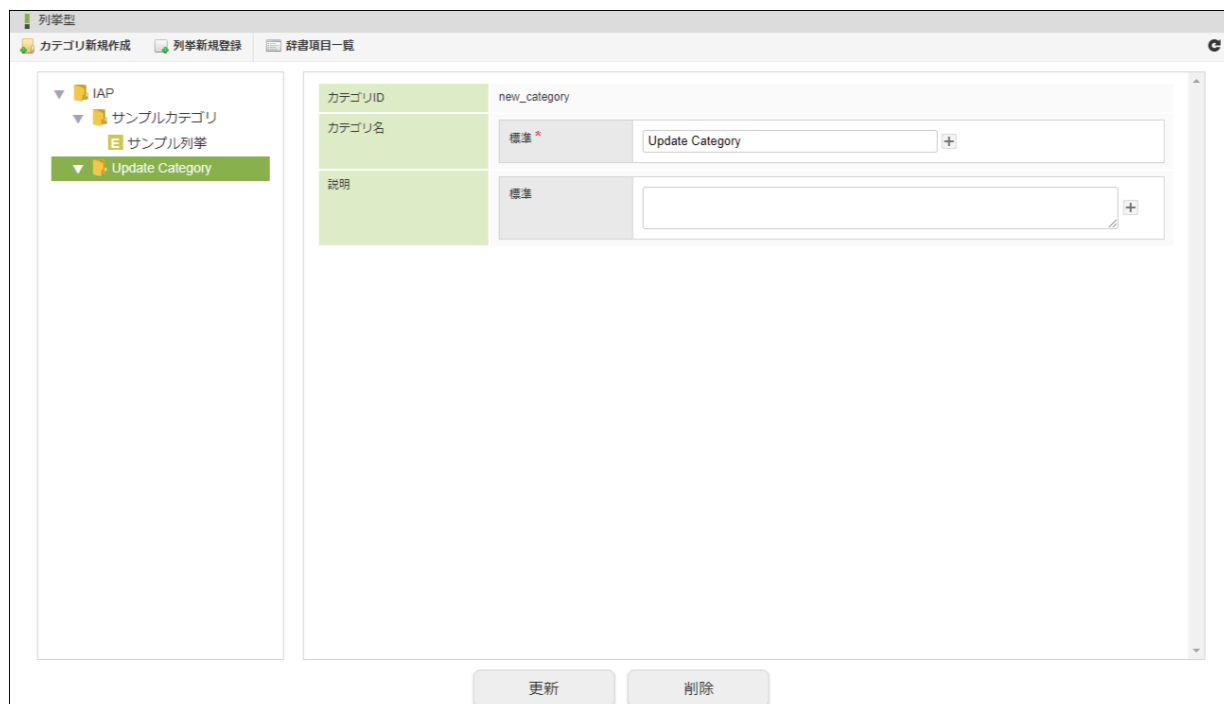 列挙型
カテゴリ新規作成 列挙新規登録 辞書項目一覧
IAP
サンプルカテゴリ
E サンプル列挙
Update Category
カテゴリID new_category
カテゴリ名 標準 * Update Category
説明 標準
更新 削除